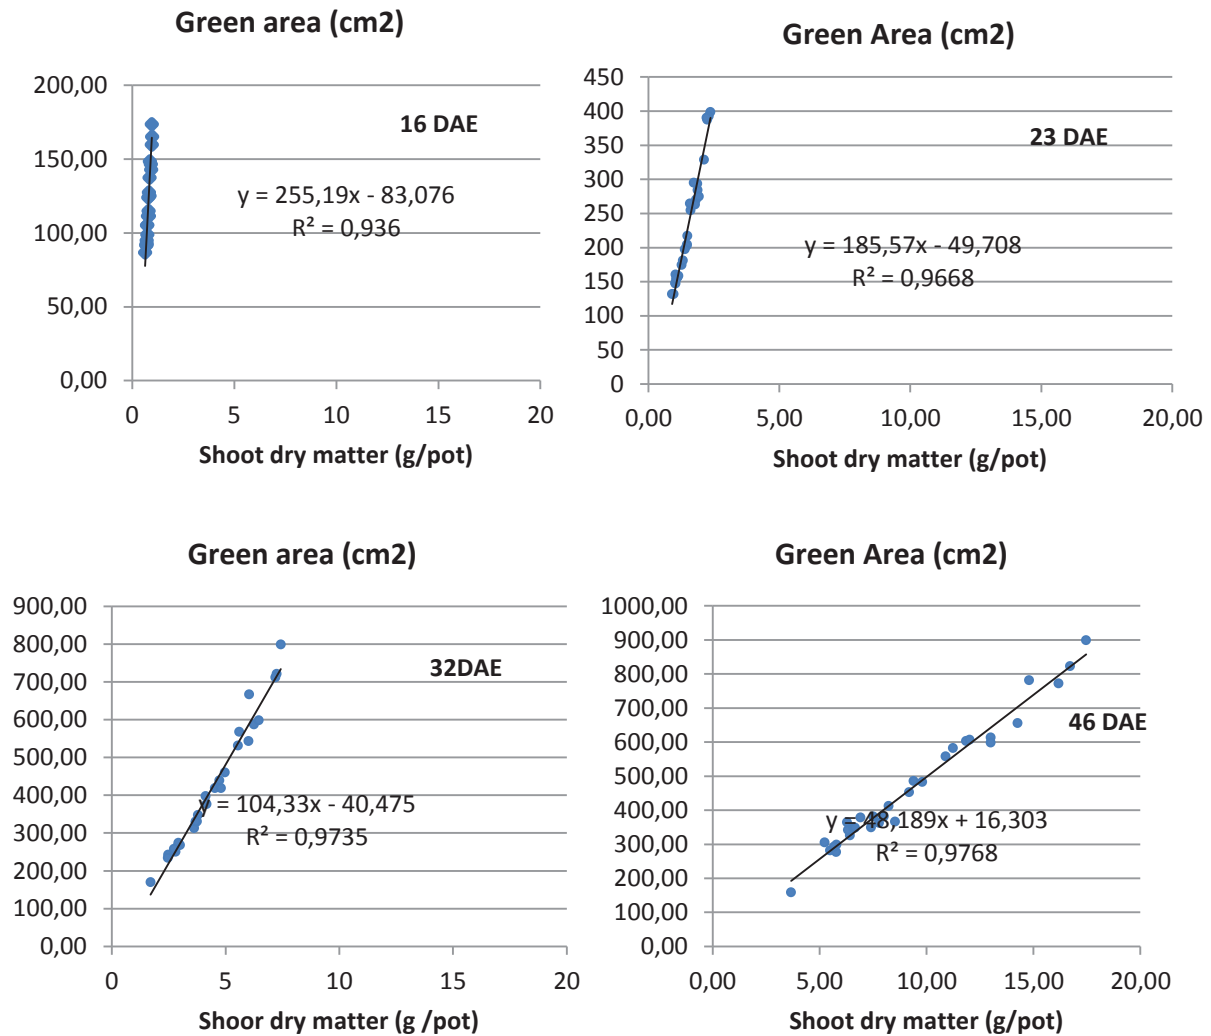 Green area (cm2)
200,00
150,00
100,00
50,00
0,00
16 DAE
y = 255,19x - 83,076
R² = 0,936
0 5 10 15 20
Shoot dry matter (g/pot)
Green Area (cm2)
450
400
350
300
250
200
150
100
50
0
23 DAE
y = 185,57x - 49,708
R² = 0,9668
0,00 5,00 10,00 15,00 20,00
Shoot dry matter (g/pot)
Green area (cm2)
900,00
800,00
700,00
600,00
500,00
400,00
300,00
200,00
100,00
0,00
32DAE
y = 104,33x - 40,475
R² = 0,9735
0 5 10 15 20
Shoor dry matter (g /pot)
Green Area (cm2)
1000,00
900,00
800,00
700,00
600,00
500,00
400,00
300,00
200,00
100,00
0,00
46 DAE
y = 48,189x + 16,303
R² = 0,9768
0,00 5,00 10,00 15,00 20,00
Shoot dry matter (g/pot)